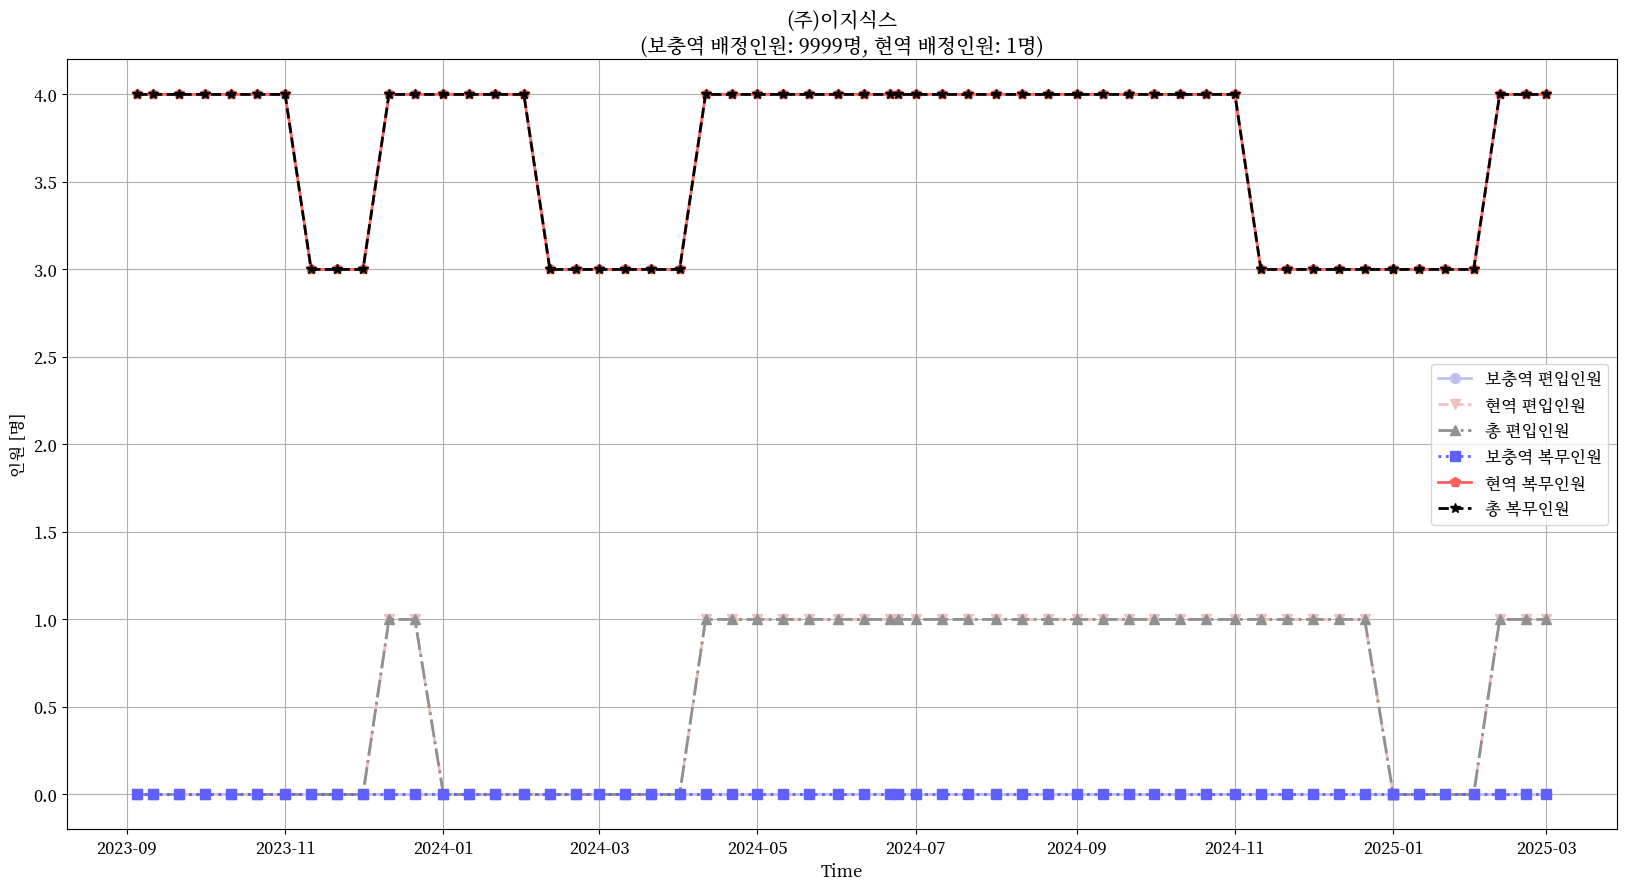 (주)이지식스
(보충역 배정인원: 9999명, 현역 배정인원: 1명)
4.0
3.5
3.0
2.5
2.0
1.5
1.0
0.5
0.0
인원 [명]
보충역 편입인원
현역 편입인원
총 편입인원
보충역 복무인원
현역 복무인원
총 복무인원
2023-09 2023-11 2024-01 2024-03 2024-05 2024-07 2024-09 2024-11 2025-01 2025-03
Time